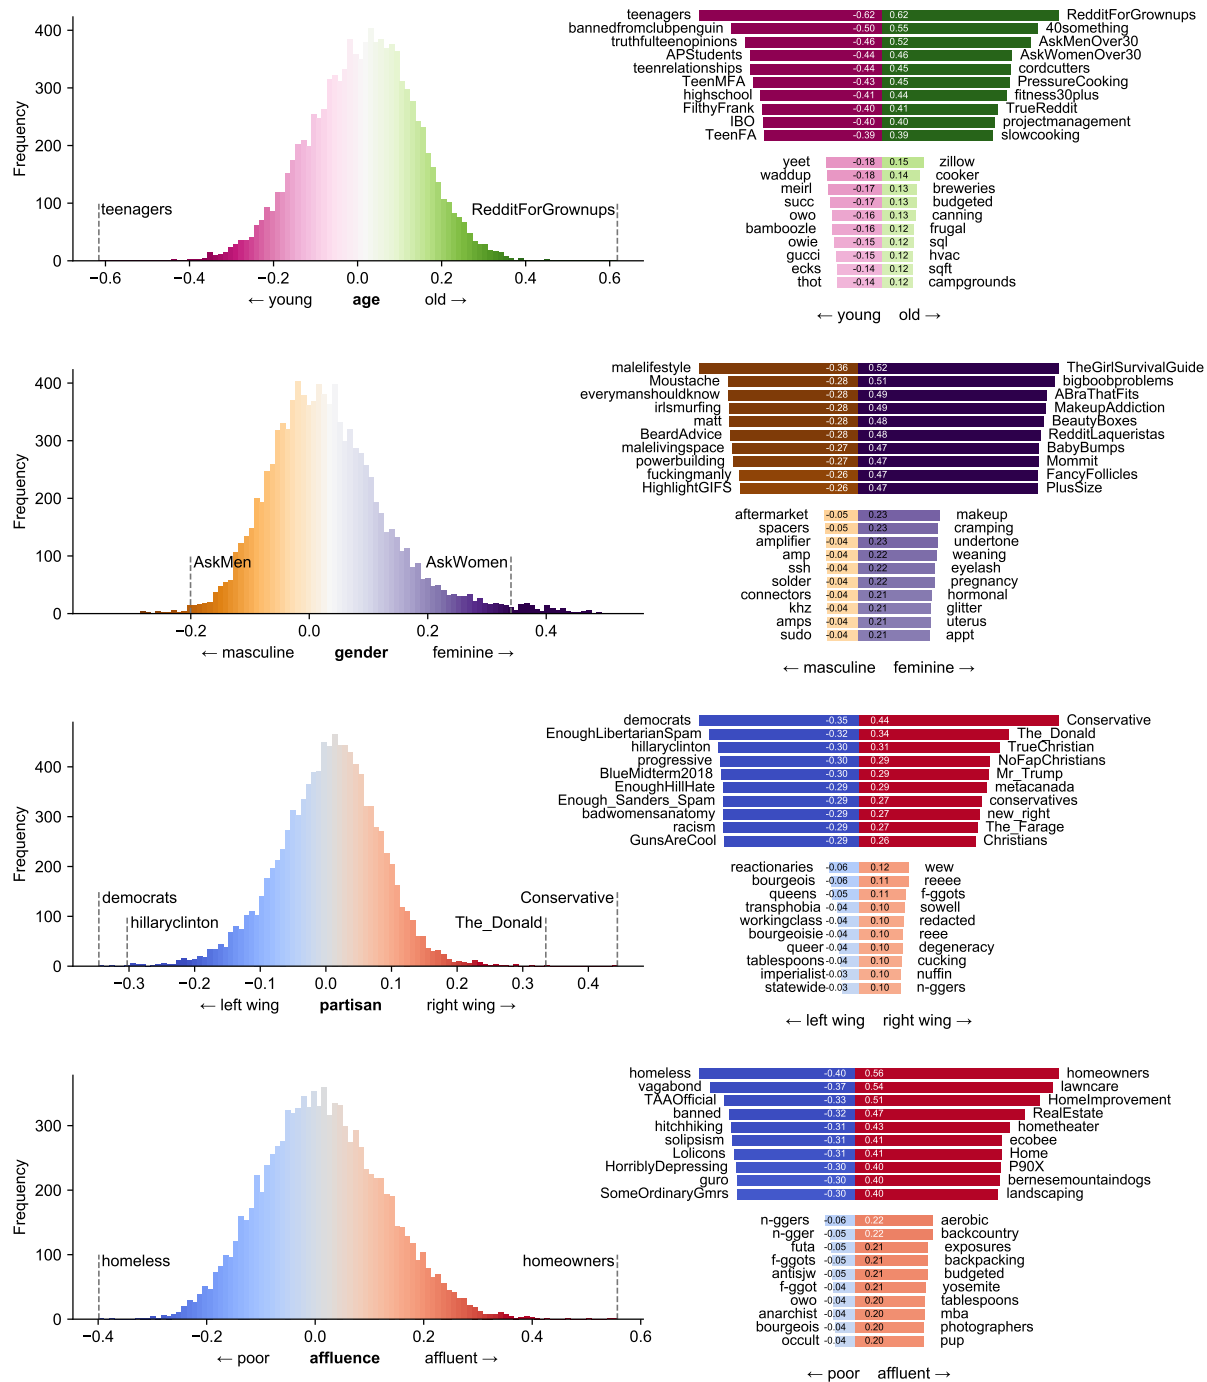 400
300
200
100
0
Frequency
teenagers
RedditForGrownups
−0.6 −0.4 −0.2 0.0 0.2 0.4 0.6
← young age old →
teenagers -0.62 0.62 RedditForGrownups
bannedfromclubpenguin -0.50 0.55 40something
truthfulteenopinions -0.46 0.52 AskMenOver30
APStudents -0.44 0.46 AskWomenOver30
teenrelationships -0.44 0.45 cordcutters
TeenMFA -0.43 0.45 PressureCooking
highschool -0.41 0.44 fitness30plus
FilthyFrank -0.40 0.41 TrueReddit
IBO -0.40 0.40 projectmanagement
TeenFA -0.39 0.39 slowcooking
yeet -0.18 0.15 zillow
waddup -0.18 0.14 cooker
meirl -0.17 0.13 breweries
succ -0.17 0.13 budgeted
owo -0.16 0.13 canning
bamboozle -0.16 0.12 frugal
owie -0.15 0.12 sql
gucci -0.15 0.12 hvac
ecks -0.14 0.12 sqft
thot -0.14 0.12 campgrounds
← young old →
400
300
200
100
0
Frequency
AskMen
AskWomen
−0.2 0.0 0.2 0.4
← masculine gender feminine →
malelifestyle -0.36 0.52 TheGirlSurvivalGuide
Moustache -0.28 0.51 bigboobproblems
everymanshouldknow -0.28 0.49 ABraThatFits
irlsmurfing -0.28 0.49 MakeupAddiction
matt -0.28 0.48 BeautyBoxes
BeardAdvice -0.28 0.48 RedditLaqueristas
malelivingspace -0.27 0.47 BabyBumps
powerbuilding -0.27 0.47 Mommit
fuckingmanly -0.26 0.47 FancyFollicles
HighlightGIFS -0.26 0.47 PlusSize
aftermarket -0.05 0.23 makeup
spacers -0.05 0.23 cramping
amplifier -0.04 0.23 undertone
amp -0.04 0.22 weaning
ssh -0.04 0.22 eyelash
solder -0.04 0.22 pregnancy
connectors -0.04 0.21 hormonal
khz -0.04 0.21 glitter
amps -0.04 0.21 uterus
sudo -0.04 0.21 appt
← masculine feminine →
400
300
200
100
0
Frequency
democrats
hillaryclinton
Conservative
The_Donald
−0.3 −0.2 −0.1 0.0 0.1 0.2 0.3 0.4
← left wing partisan right wing →
democrats -0.35 0.44 Conservative
EnoughLibertarianSpam -0.32 0.34 The_Donald
hillaryclinton -0.30 0.31 TrueChristian
progressive -0.30 0.29 NoFapChristians
BlueMidterm2018 -0.30 0.29 Mr_Trump
EnoughHillHate -0.29 0.29 metacanada
Enough_Sanders_Spam -0.29 0.27 conservatives
badwomensanatomy -0.29 0.27 new_right
racism -0.29 0.27 The_Farage
GunsAreCool -0.29 0.26 Christians
reactionaries -0.06 0.12 wew
bourgeois -0.06 0.11 reeee
queens -0.05 0.11 f-ggots
transphobia -0.04 0.10 sowell
workingclass -0.04 0.10 redacted
bourgeoisie -0.04 0.10 reee
queer -0.04 0.10 degeneracy
tablespoons -0.04 0.10 cucking
imperialist -0.03 0.10 nuffin
statewide -0.03 0.10 n-ggers
← left wing right wing →
300
200
100
0
Frequency
homeless
homeowners
−0.4 −0.2 0.0 0.2 0.4 0.6
← poor affluence affluent →
homeless -0.40 0.56 homeowners
vagabond -0.37 0.54 lawncare
TAAOfficial -0.33 0.51 HomeImprovement
banned -0.32 0.47 RealEstate
hitchhiking -0.31 0.43 hometheater
solipsism -0.31 0.41 ecobee
Lolicons -0.31 0.41 Home
HorriblyDepressing -0.30 0.40 P90X
guro -0.30 0.40 bernesemountaindogs
SomeOrdinaryGmrs -0.30 0.40 landscaping
n-ggers -0.06 0.22 aerobic
n-gger -0.05 0.22 backcountry
futa -0.05 0.21 exposures
f-ggots -0.05 0.21 backpacking
antisjw -0.05 0.21 budgeted
f-ggot -0.04 0.21 yosemite
owo -0.04 0.20 tablespoons
anarchist -0.04 0.20 mba
bourgeois -0.04 0.20 photographers
occult -0.04 0.20 pup
← poor affluent →